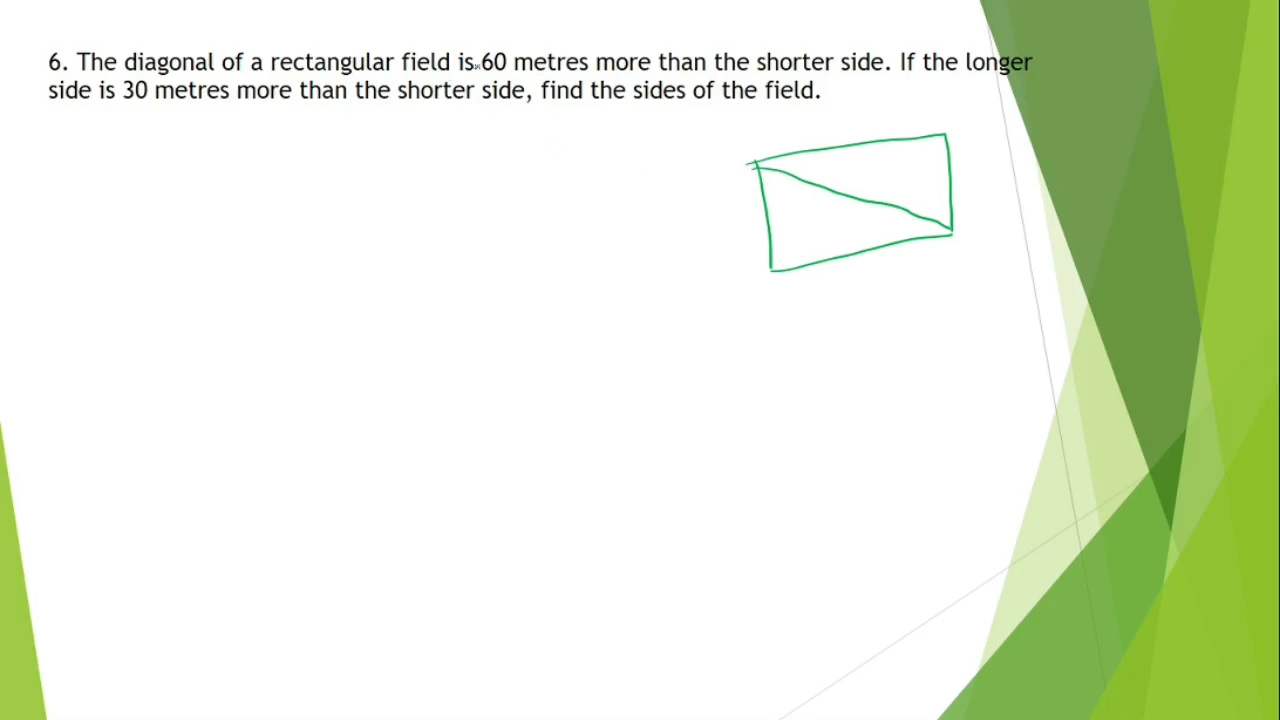 6. The diagonal of a rectangular field is 60 metres more than the shorter side. If the longer
side is 30 metres more than the shorter side, find the sides of the field.